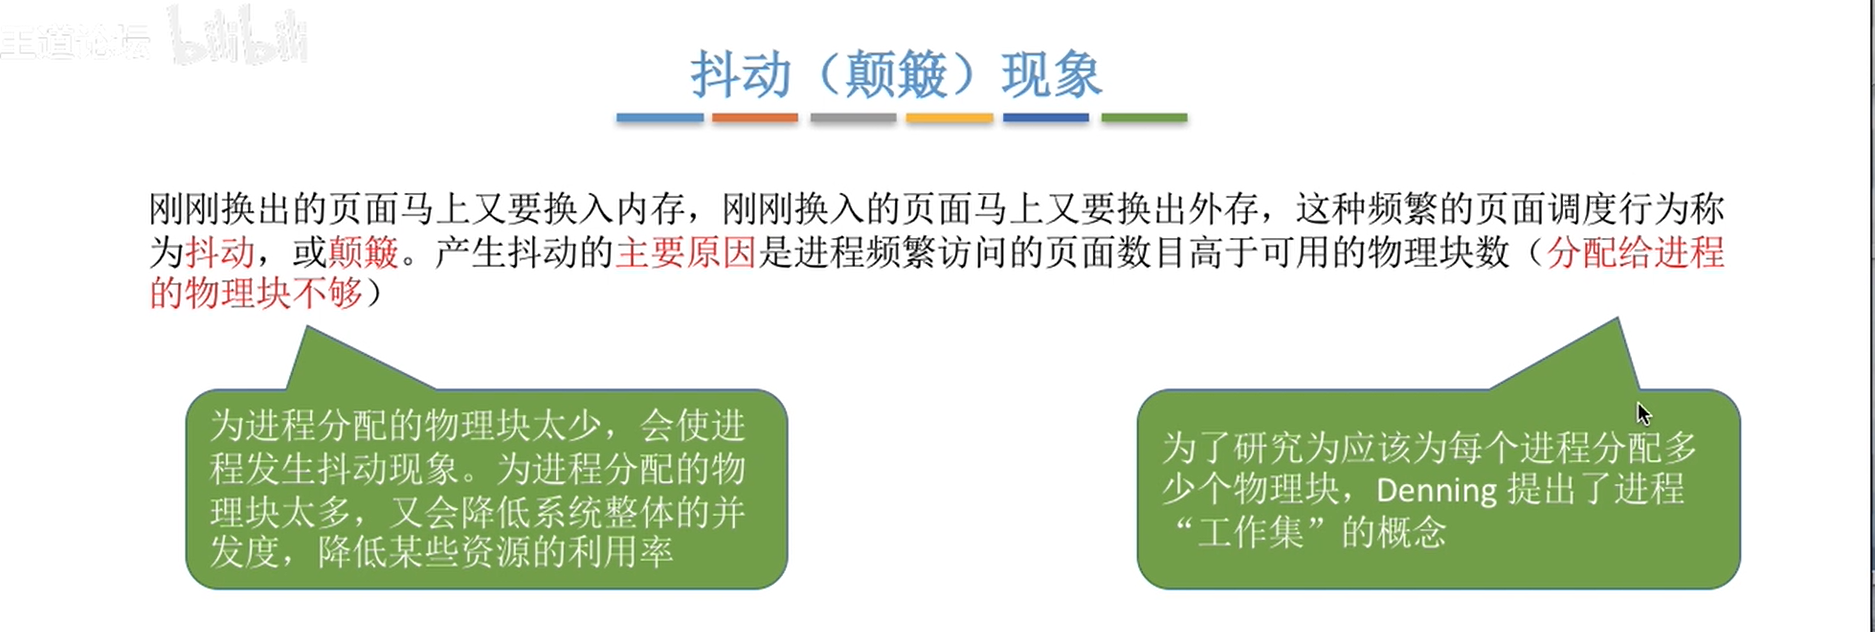 王道论坛 bilibili
抖动（颠簸）现象
刚刚换出的页面马上又要换入内存，刚刚换入的页面马上又要换出外存，这种频繁的页面调度行为称
为抖动，或颠簸。产生抖动的主要原因是进程频繁访问的页面数目高于可用的物理块数（分配给进程
的物理块不够）
为进程分配的物理块太少，会使进
程发生抖动现象。为进程分配的物
理块太多，又会降低系统整体的并
发度，降低某些资源的利用率
为了研究为应该为每个进程分配多
少个物理块，Denning 提出了进程
“工作集”的概念